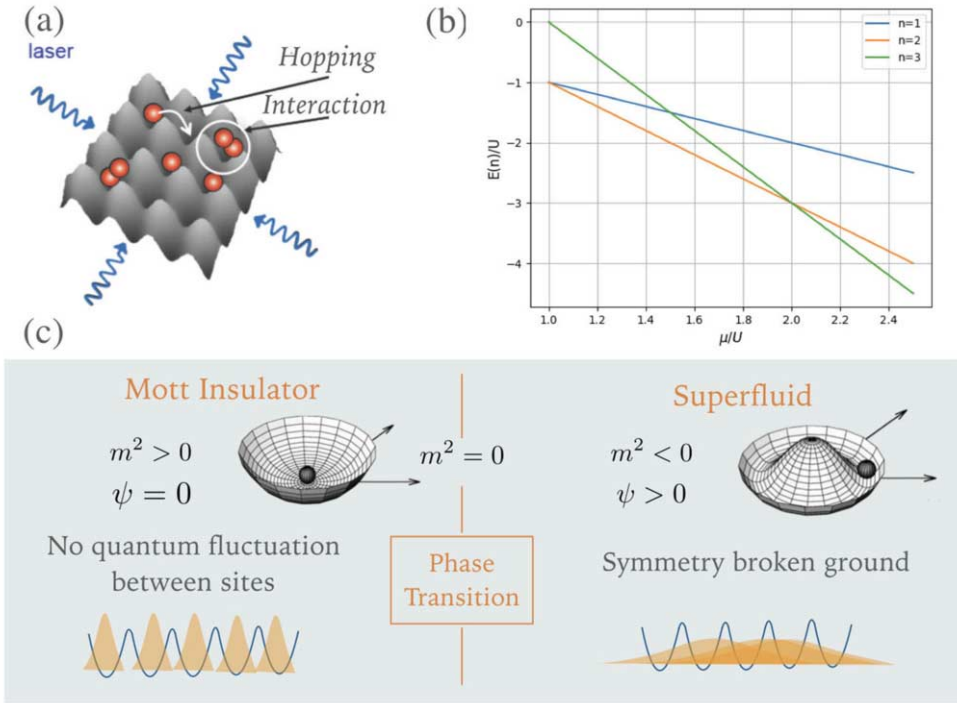 (a)
laser
Hopping
Interaction
(b)
0
−1
−2
−3
−4
E(n)/U
1.0 1.2 1.4 1.6 1.8 2.0 2.2 2.4
μ/U
n=1
n=2
n=3
(c)
Mott Insulator
m² > 0
ψ = 0
No quantum fluctuation
between sites
m² = 0
Phase
Transition
Superfluid
m² < 0
ψ > 0
Symmetry broken ground